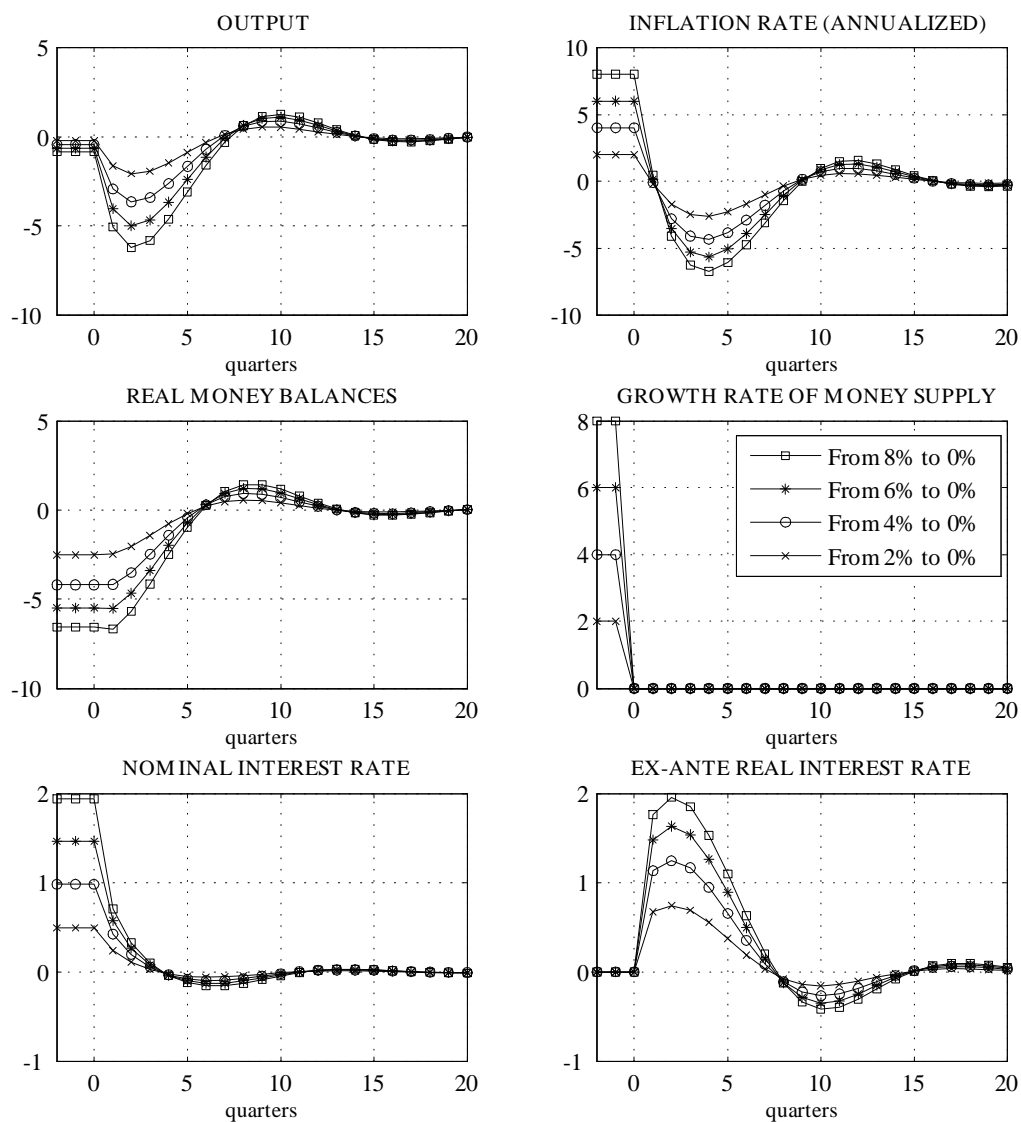 OUTPUT
5
0
-5
-10
0 5 10 15 20
quarters
INFLATION RATE (ANNUALIZED)
10
5
0
-5
-10
0 5 10 15 20
quarters
REAL MONEY BALANCES
5
0
-5
-10
0 5 10 15 20
quarters
GROWTH RATE OF MONEY SUPPLY
8
6
4
2
0
From 8% to 0%
From 6% to 0%
From 4% to 0%
From 2% to 0%
0 5 10 15 20
quarters
NOMINAL INTEREST RATE
2
1
0
-1
0 5 10 15 20
quarters
EX-ANTE REAL INTEREST RATE
2
1
0
-1
0 5 10 15 20
quarters